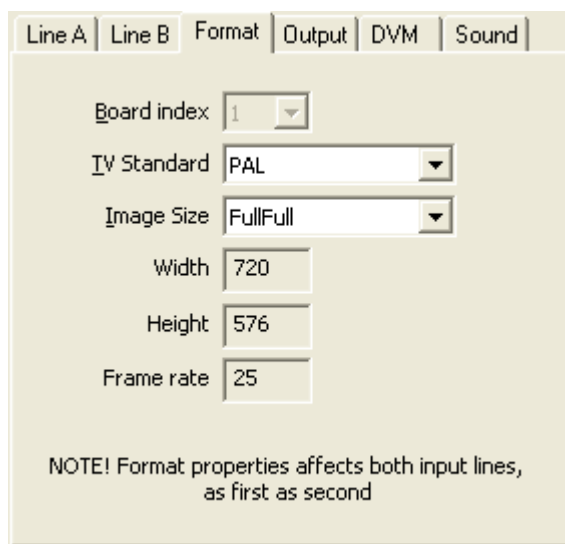 Line A Line B Format Output DVM Sound
Board index 1
TV Standard PAL
Image Size FullFull
Width 720
Height 576
Frame rate 25
NOTE! Format properties affects both input lines,
as first as second